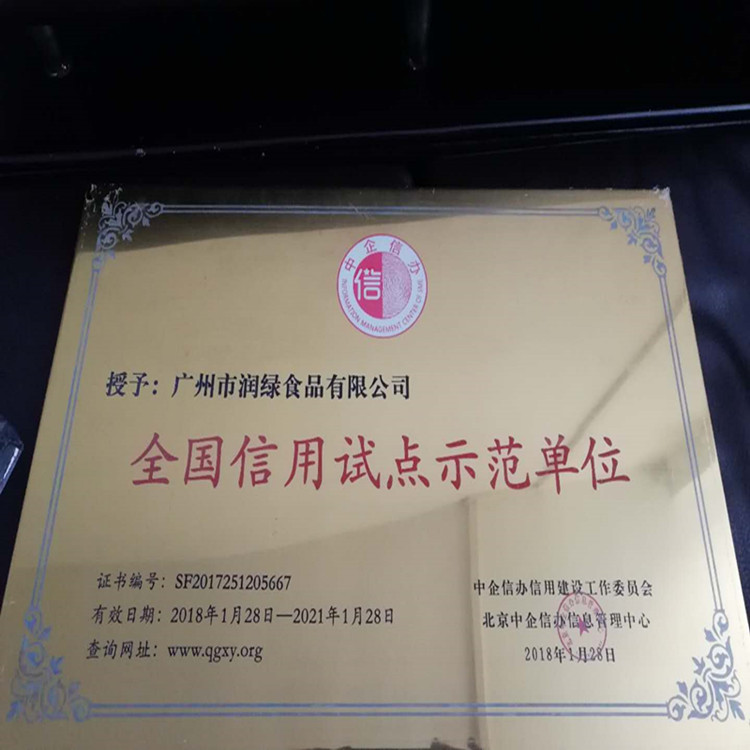 中企信办
信
INFORMATION MANAGEMENT CENTER OF
授予：广州市润绿食品有限公司
全国信用试点示范单位
证书编号：SF2017251205667
有效日期：2018年1月28日—2021年1月28日
查询网址：www.qgxy.org
中企信办信用建设工作委员会
北京中企信办信息管理中心
2018年1月28日